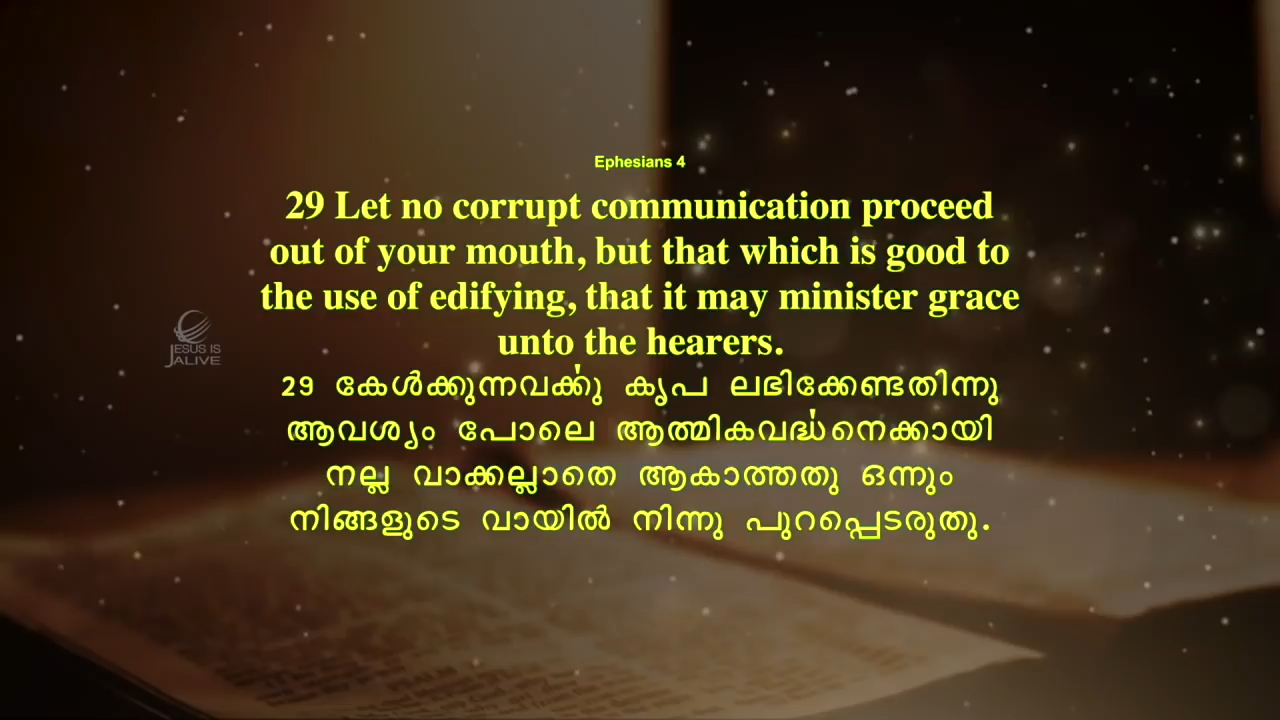 Ephesians 4
29 Let no corrupt communication proceed
out of your mouth, but that which is good to
the use of edifying, that it may minister grace
unto the hearers.
29 കേൾക്കുന്നവൎക്കു കൃപ ലഭിക്കേണ്ടതിന്നു
ആവശ്യം പോലെ ആത്മികവൎദ്ധനെക്കായി
നല്ല വാക്കല്ലാതെ ആകാത്തതു ഒന്നും
നിങ്ങളുടെ വായിൽ നിന്നു പുറപ്പെടരുതു.
JESUS IS
ALIVE